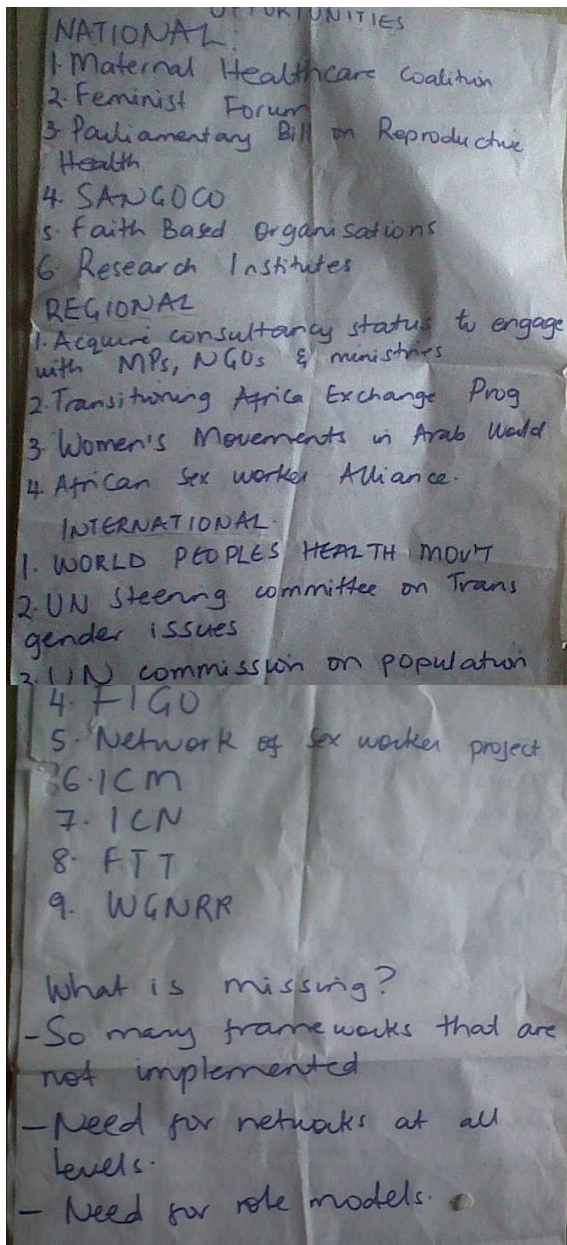 OPPORTUNITIES
NATIONAL:
1. Maternal Healthcare Coalition
2. Feminist Forum
3. Parliamentary Bill on Reproductive
Health
4. SANGOCO
5. Faith Based Organisations
6. Research Institutes
REGIONAL
1. Acquire consultancy status to engage
with MPs, NGOs & ministries
2. Transitioning Africa Exchange Prog
3. Women's Movements in Arab World
4. African Sex worker Alliance.
INTERNATIONAL.
1. WORLD PEOPLES HEALTH MOV'T
2. UN Steering committee on Trans
gender issues
3. UN commission on population
4. FIGO
5. Network of Sex worker project
6. ICM
7. ICN
8. FTT
9. WGNRR
What is missing?
- So many frameworks that are
not implemented
- Need for networks at all
levels.
- Need for role models.